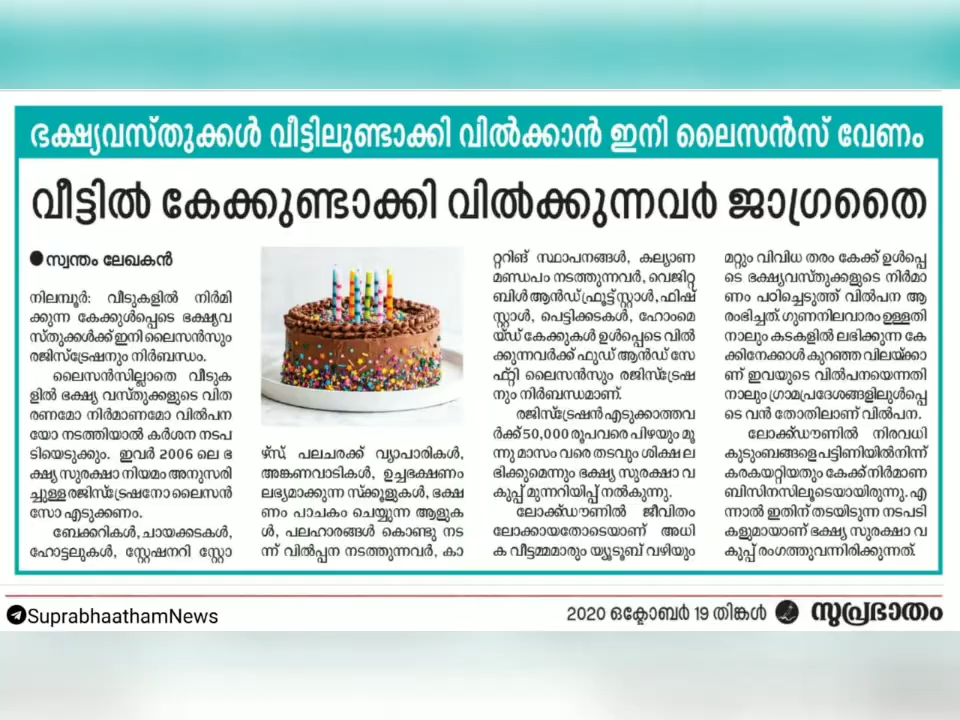 ഭക്ഷ്യവസ്തുക്കൾ വീട്ടിലുണ്ടാക്കി വിൽക്കാൻ ഇനി ലൈസൻസ് വേണം
വീട്ടിൽ കേക്കുണ്ടാക്കി വിൽക്കുന്നവർ ജാഗ്രതൈ
●സ്വന്തം ലേഖകൻ
നിലമ്പൂർ: വീടുകളിൽ നിർമി
ക്കുന്ന കേക്കുൾപ്പെടെ ഭക്ഷ്യവ
സ്തുക്കൾക്ക് ഇനി ലൈസൻസും
രജിസ്ട്രേഷനും നിർബന്ധം.
ലൈസൻസില്ലാതെ വീടുക
ളിൽ ഭക്ഷ്യ വസ്തുക്കളുടെ വിത
രണമോ നിർമാണമോ വിൽപന
യോ നടത്തിയാൽ കർശന നടപ
ടിയെടുക്കും. ഇവർ 2006 ലെ ഭ
ക്ഷ്യ സുരക്ഷാ നിയമം അനുസരി
ച്ചുള്ള രജിസ്ട്രേഷനോ ലൈസൻ
സോ എടുക്കണം.
ബേക്കറികൾ, ചായക്കടകൾ,
ഹോട്ടലുകൾ, സ്റ്റേഷനറി സ്റ്റോ
ഴ്സ്, പലചരക്ക് വ്യാപാരികൾ,
അങ്കണവാടികൾ, ഉച്ചഭക്ഷണം
ലഭ്യമാക്കുന്ന സ്ക്കൂളുകൾ, ഭക്ഷ
ണം പാചകം ചെയ്യുന്ന ആളുക
ൾ, പലഹാരങ്ങൾ കൊണ്ടു നട
ന്ന് വിൽപ്പന നടത്തുന്നവർ, കാ
റ്ററിങ് സ്ഥാപനങ്ങൾ, കല്യാണ
മണ്ഡപം നടത്തുന്നവർ, വെജിറ്റ
ബിൾ ആൻഡ് ഫ്രൂട്ട് സ്റ്റാൾ, ഫിഷ്
സ്റ്റാൾ, പെട്ടിക്കടകൾ, ഹോംമെ
യ്ഡ് കേക്കുകൾ ഉൾപ്പെടെ വിൽ
ക്കുന്നവർക്ക് ഫുഡ് ആൻഡ് സേ
ഫ്റ്റി ലൈസൻസും രജിസ്ട്രേഷ
നും നിർബന്ധമാണ്.
രജിസ്ട്രേഷൻ എടുക്കാത്തവ
ർക്ക് 50,000 രൂപവരെ പിഴയും മൂ
ന്നു മാസം വരെ തടവും ശിക്ഷ ല
ഭിക്കുമെന്നും ഭക്ഷ്യ സുരക്ഷാ വ
കുപ്പ് മുന്നറിയിപ്പ് നൽകുന്നു.
ലോക്ക്ഡൗണിൽ ജീവിതം
ലോക്കായതോടെയാണ് അധി
ക വീട്ടമ്മമാരും യൂട്യൂബ് വഴിയും
മറ്റും വിവിധ തരം കേക്ക് ഉൾപ്പെ
ടെ ഭക്ഷ്യവസ്തുക്കളുടെ നിർമാ
ണം പഠിച്ചെടുത്ത് വിൽപന ആ
രംഭിച്ചത്. ഗുണനിലവാരം ഉള്ളതി
നാലും കടകളിൽ ലഭിക്കുന്ന കേ
ക്കിനേക്കാൾ കുറഞ്ഞ വിലയ്ക്കാ
ണ് ഇവയുടെ വിൽപനയെന്നതി
നാലും ഗ്രാമപ്രദേശങ്ങളിലുൾപ്പെ
ടെ വൻ തോതിലാണ് വിൽപന.
ലോക്ക്ഡൗണിൽ നിരവധി
കുടുംബങ്ങളെ പട്ടിണിയിൽനിന്ന്
കരകയറ്റിയതും കേക്ക് നിർമാണ
ബിസിനസിലൂടെയായിരുന്നു. എ
ന്നാൽ ഇതിന് തടയിടുന്ന നടപടി
കളുമായാണ് ഭക്ഷ്യ സുരക്ഷാ വ
കുപ്പ് രംഗത്തുവന്നിരിക്കുന്നത്.
SuprabhaathamNews
2020 ഒക്ടോബർ 19 തിങ്കൾ സുപ്രഭാതം